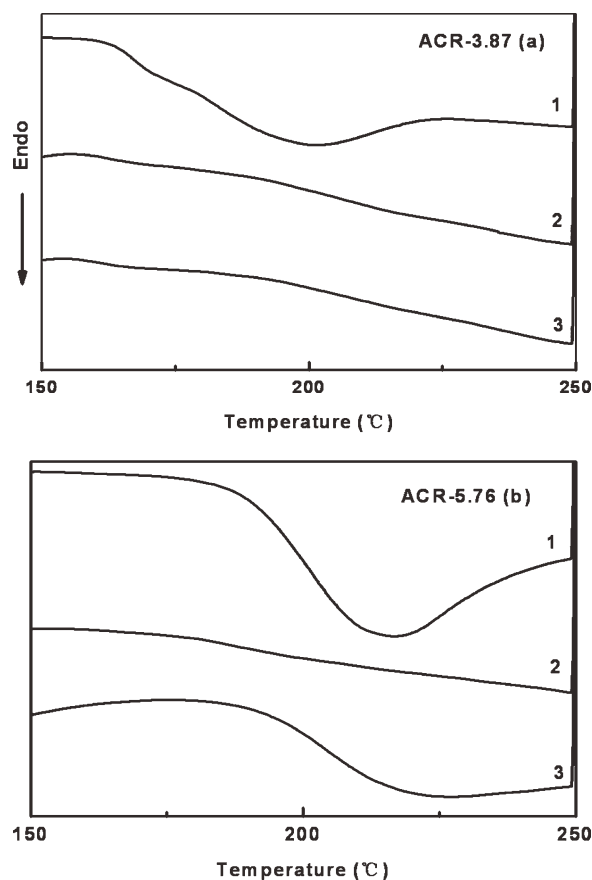 ACR-3.87 (a)
1
Endo
2
3
150
200
250
Temperature (℃)
ACR-5.76 (b)
1
2
3
150
200
250
Temperature (℃)